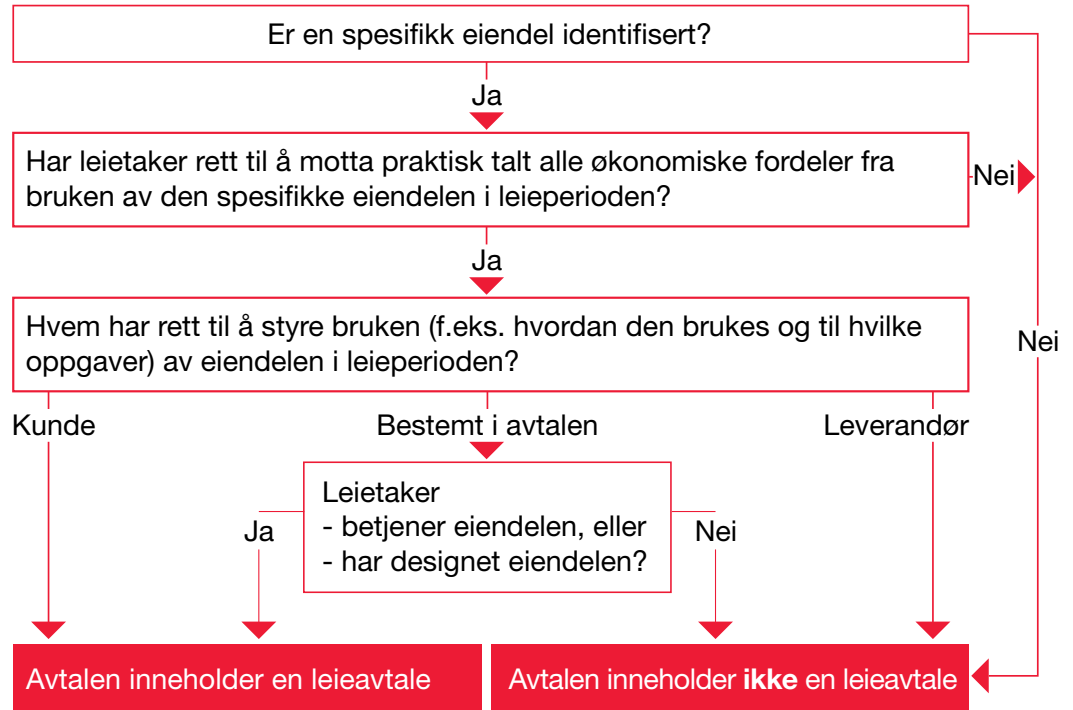 Er en spesifikk eiendel identifisert?
Ja
Har leietaker rett til å motta praktisk talt alle økonomiske fordeler fra
bruken av den spesifikke eiendelen i leieperioden?
Nei
Ja
Hvem har rett til å styre bruken (f.eks. hvordan den brukes og til hvilke
oppgaver) av eiendelen i leieperioden?
Nei
Kunde
Bestemt i avtalen
Leverandør
Leietaker
- betjener eiendelen, eller
- har designet eiendelen?
Ja
Nei
Avtalen inneholder en leieavtale
Avtalen inneholder ikke en leieavtale